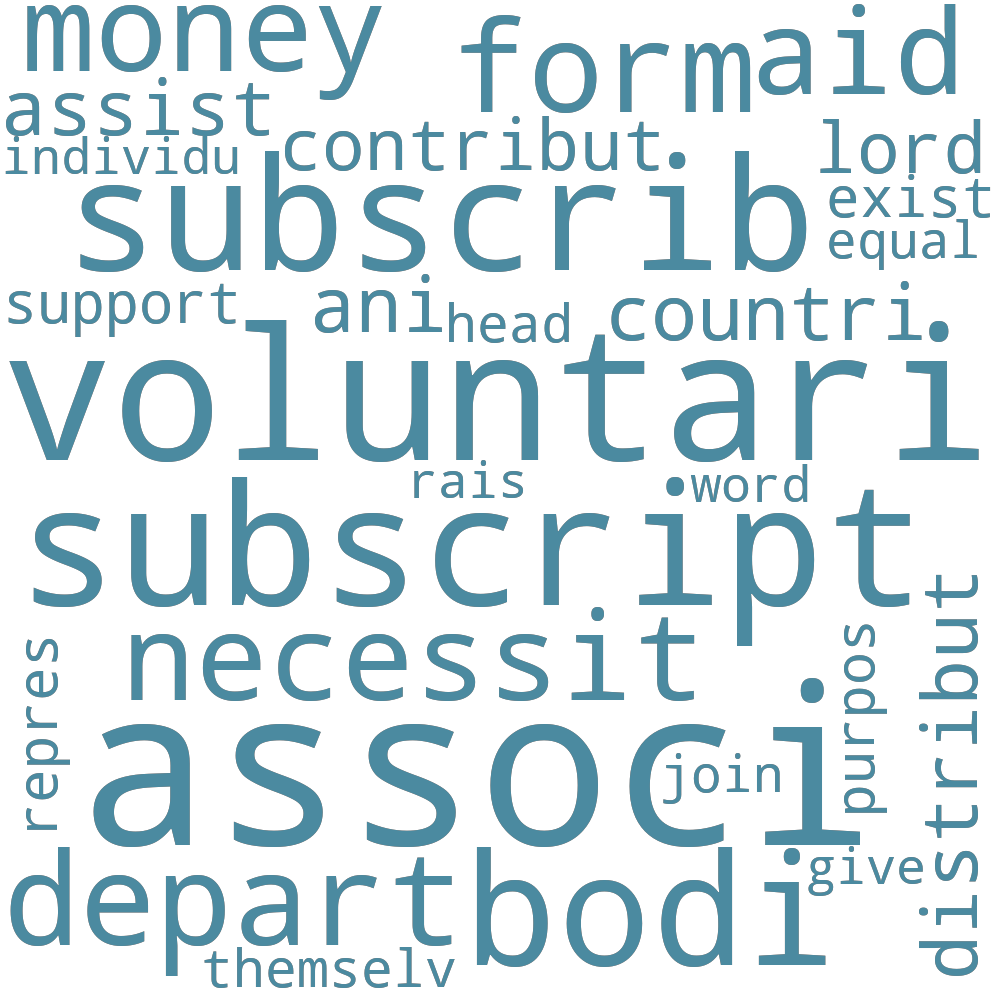 money
form
aid
assist
contribut
lord
individu
subscrib
exist
equal
support
ani
head
countri
voluntari
rais
word
subscript
necessit
distribut
repres
purpos
associ
join
depart
bodi
give
themselv